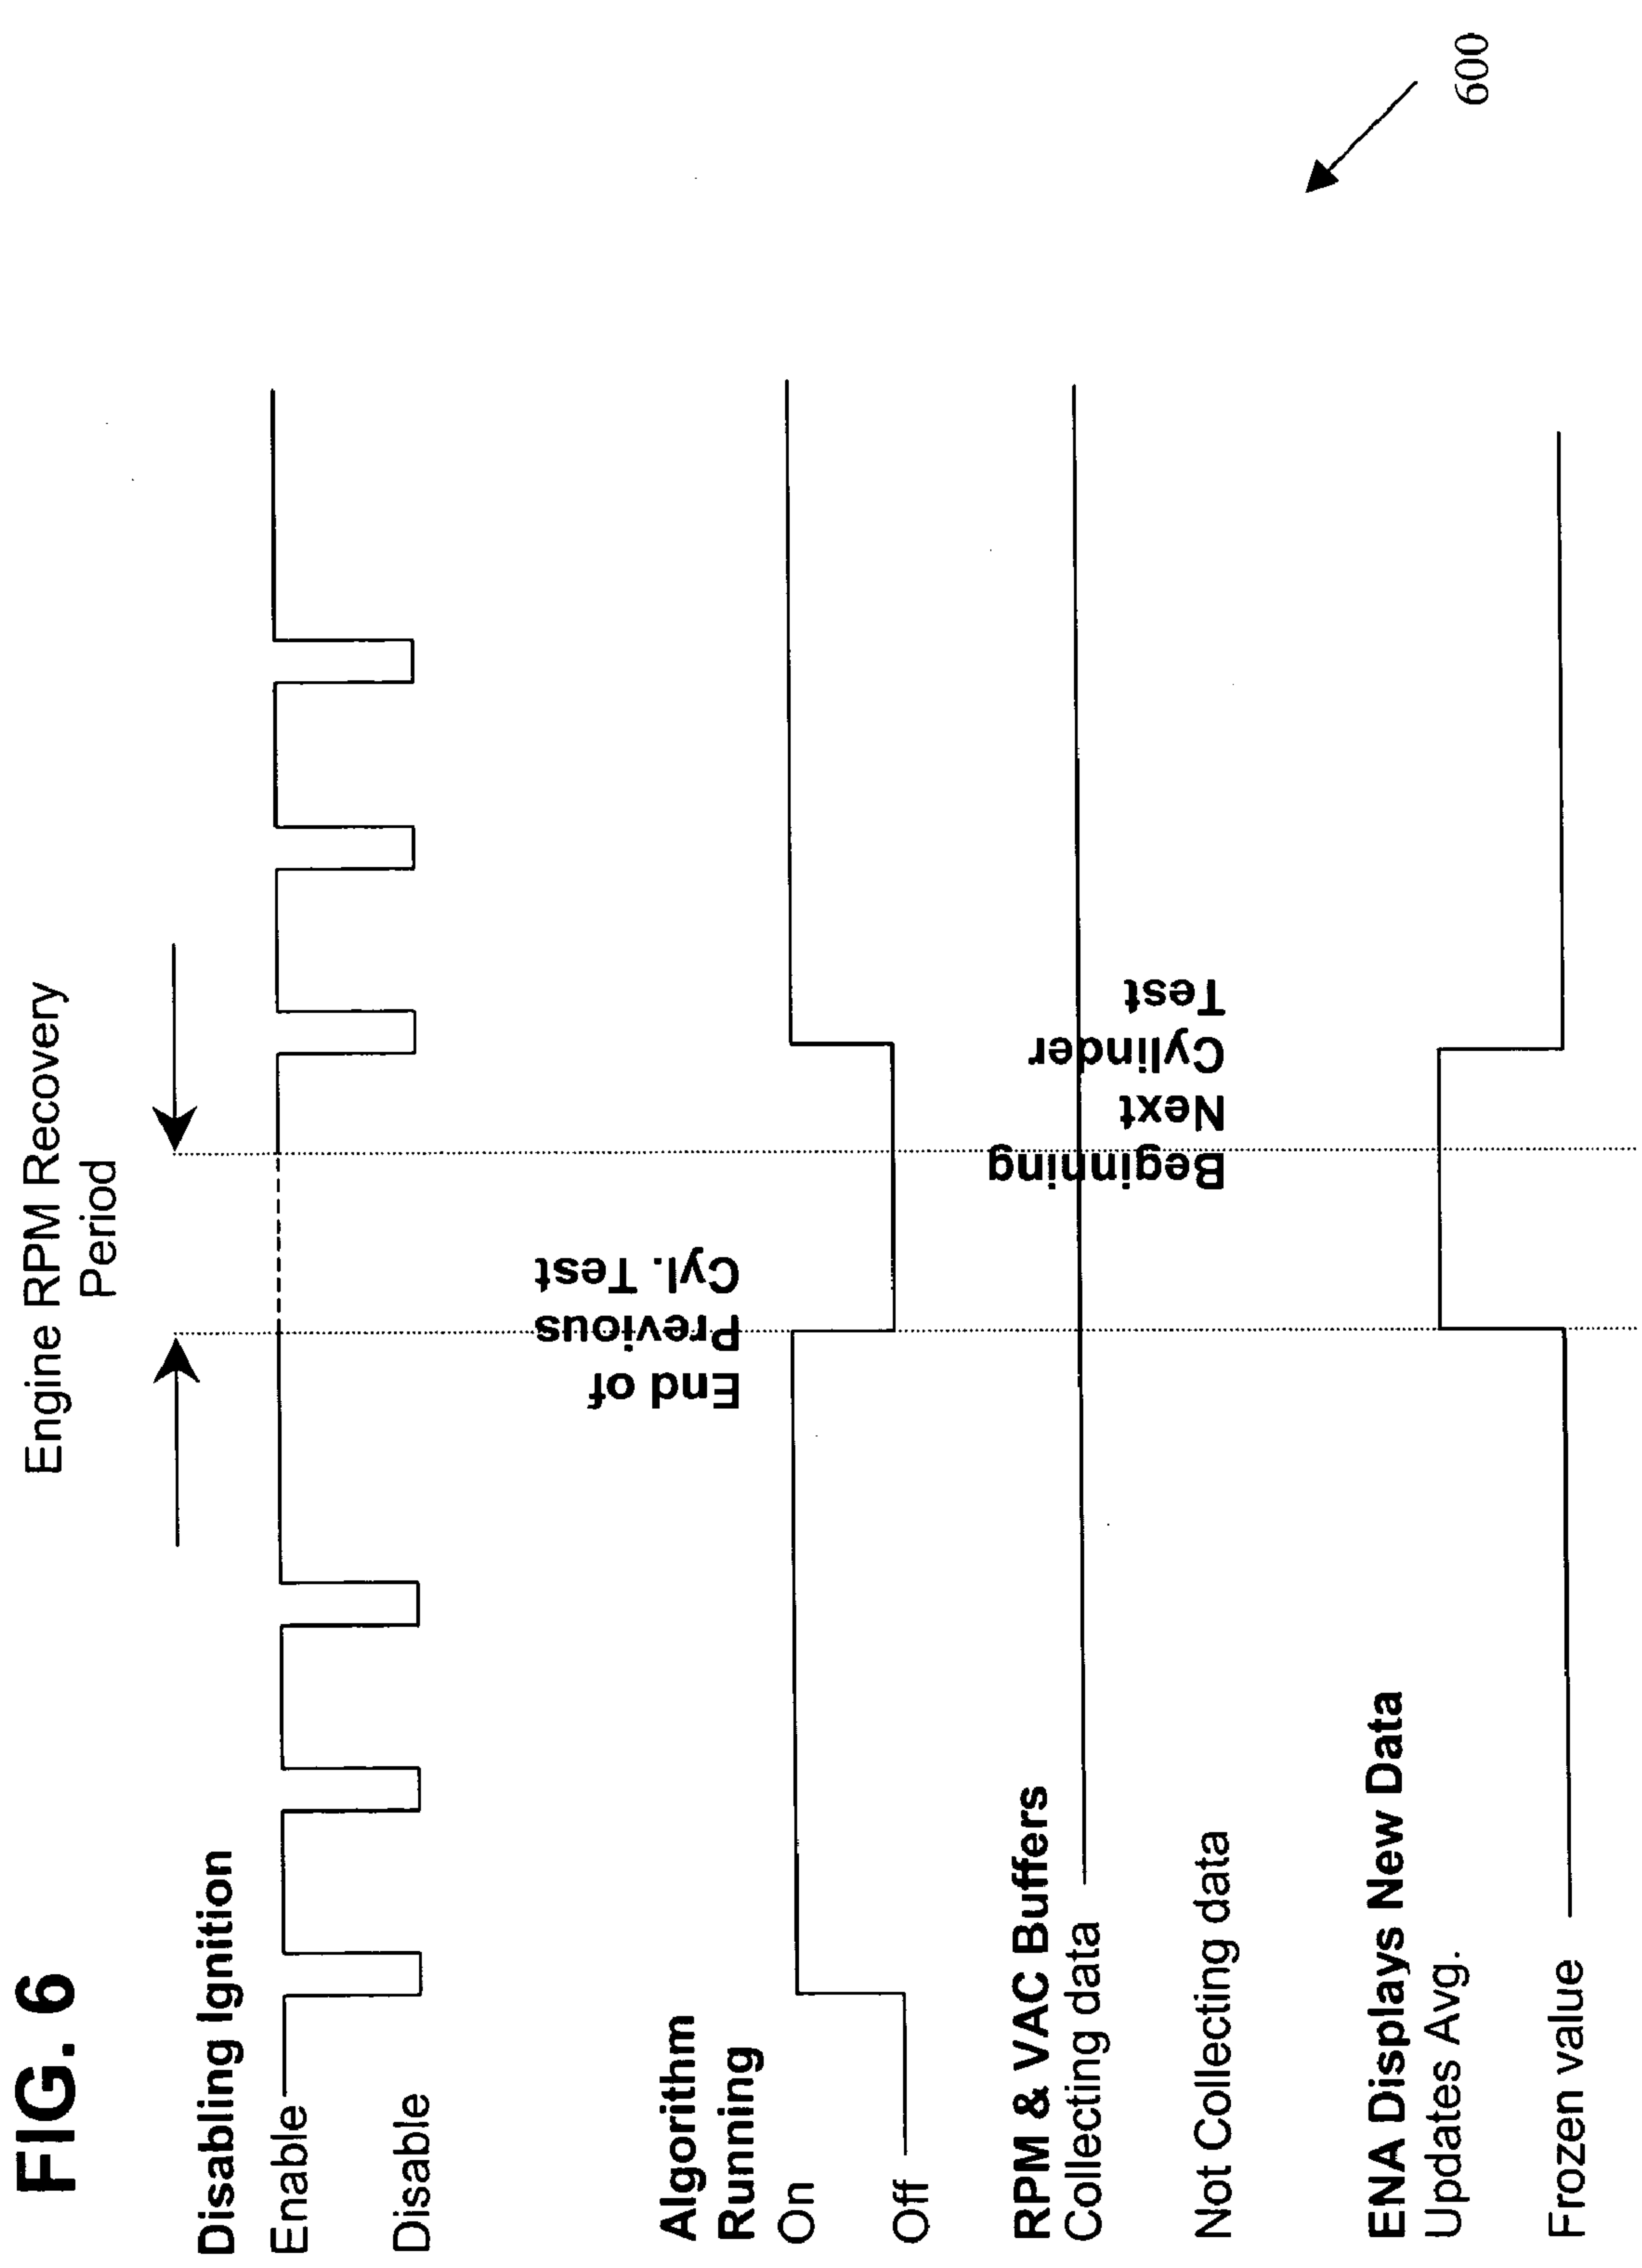 FIG. 6
Engine RPM Recovery
Period
Disabling Ignition
Enable
Disable
End of
Previous
Cyl. Test
Algorithm
Running
On
Off
Beginning
Next
Cylinder
Test
RPM & VAC Buffers
Collecting data
Not Collecting data
ENA Displays New Data
Updates Avg.
Frozen value
600